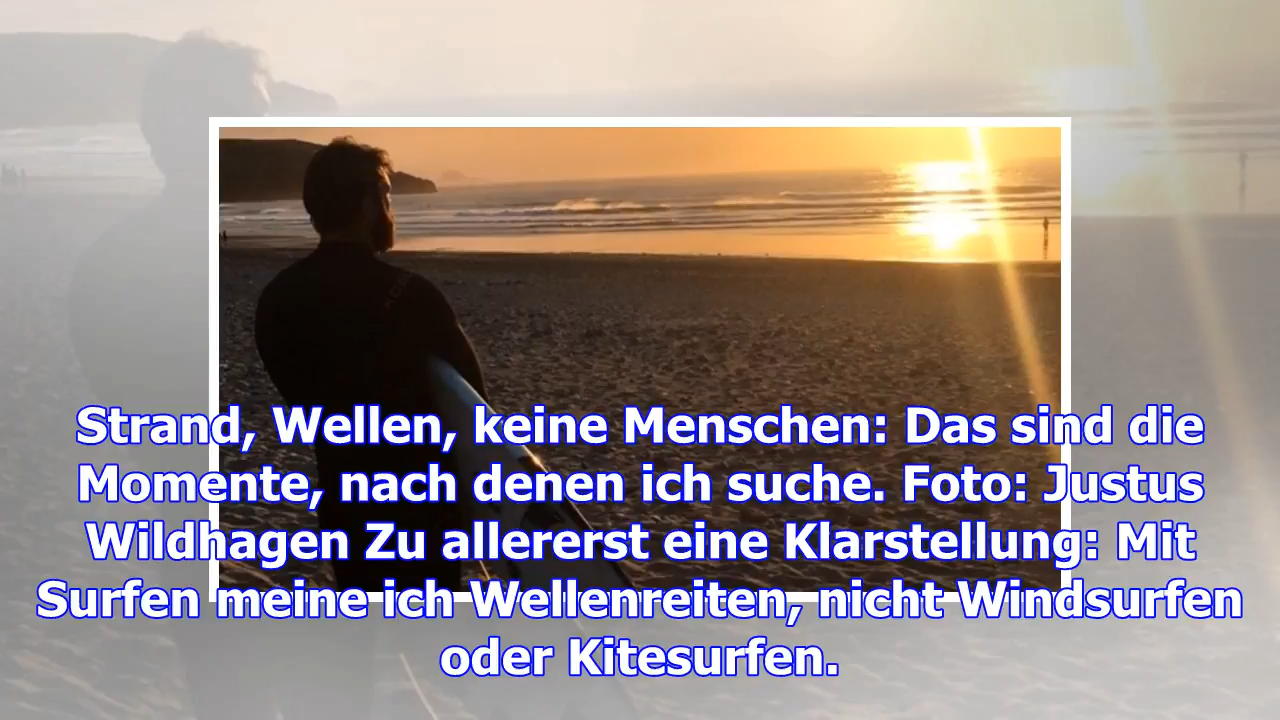 Strand, Wellen, keine Menschen: Das sind die
Momente, nach denen ich suche. Foto: Justus
Wildhagen Zu allererst eine Klarstellung: Mit
Surfen meine ich Wellenreiten, nicht Windsurfen
oder Kitesurfen.